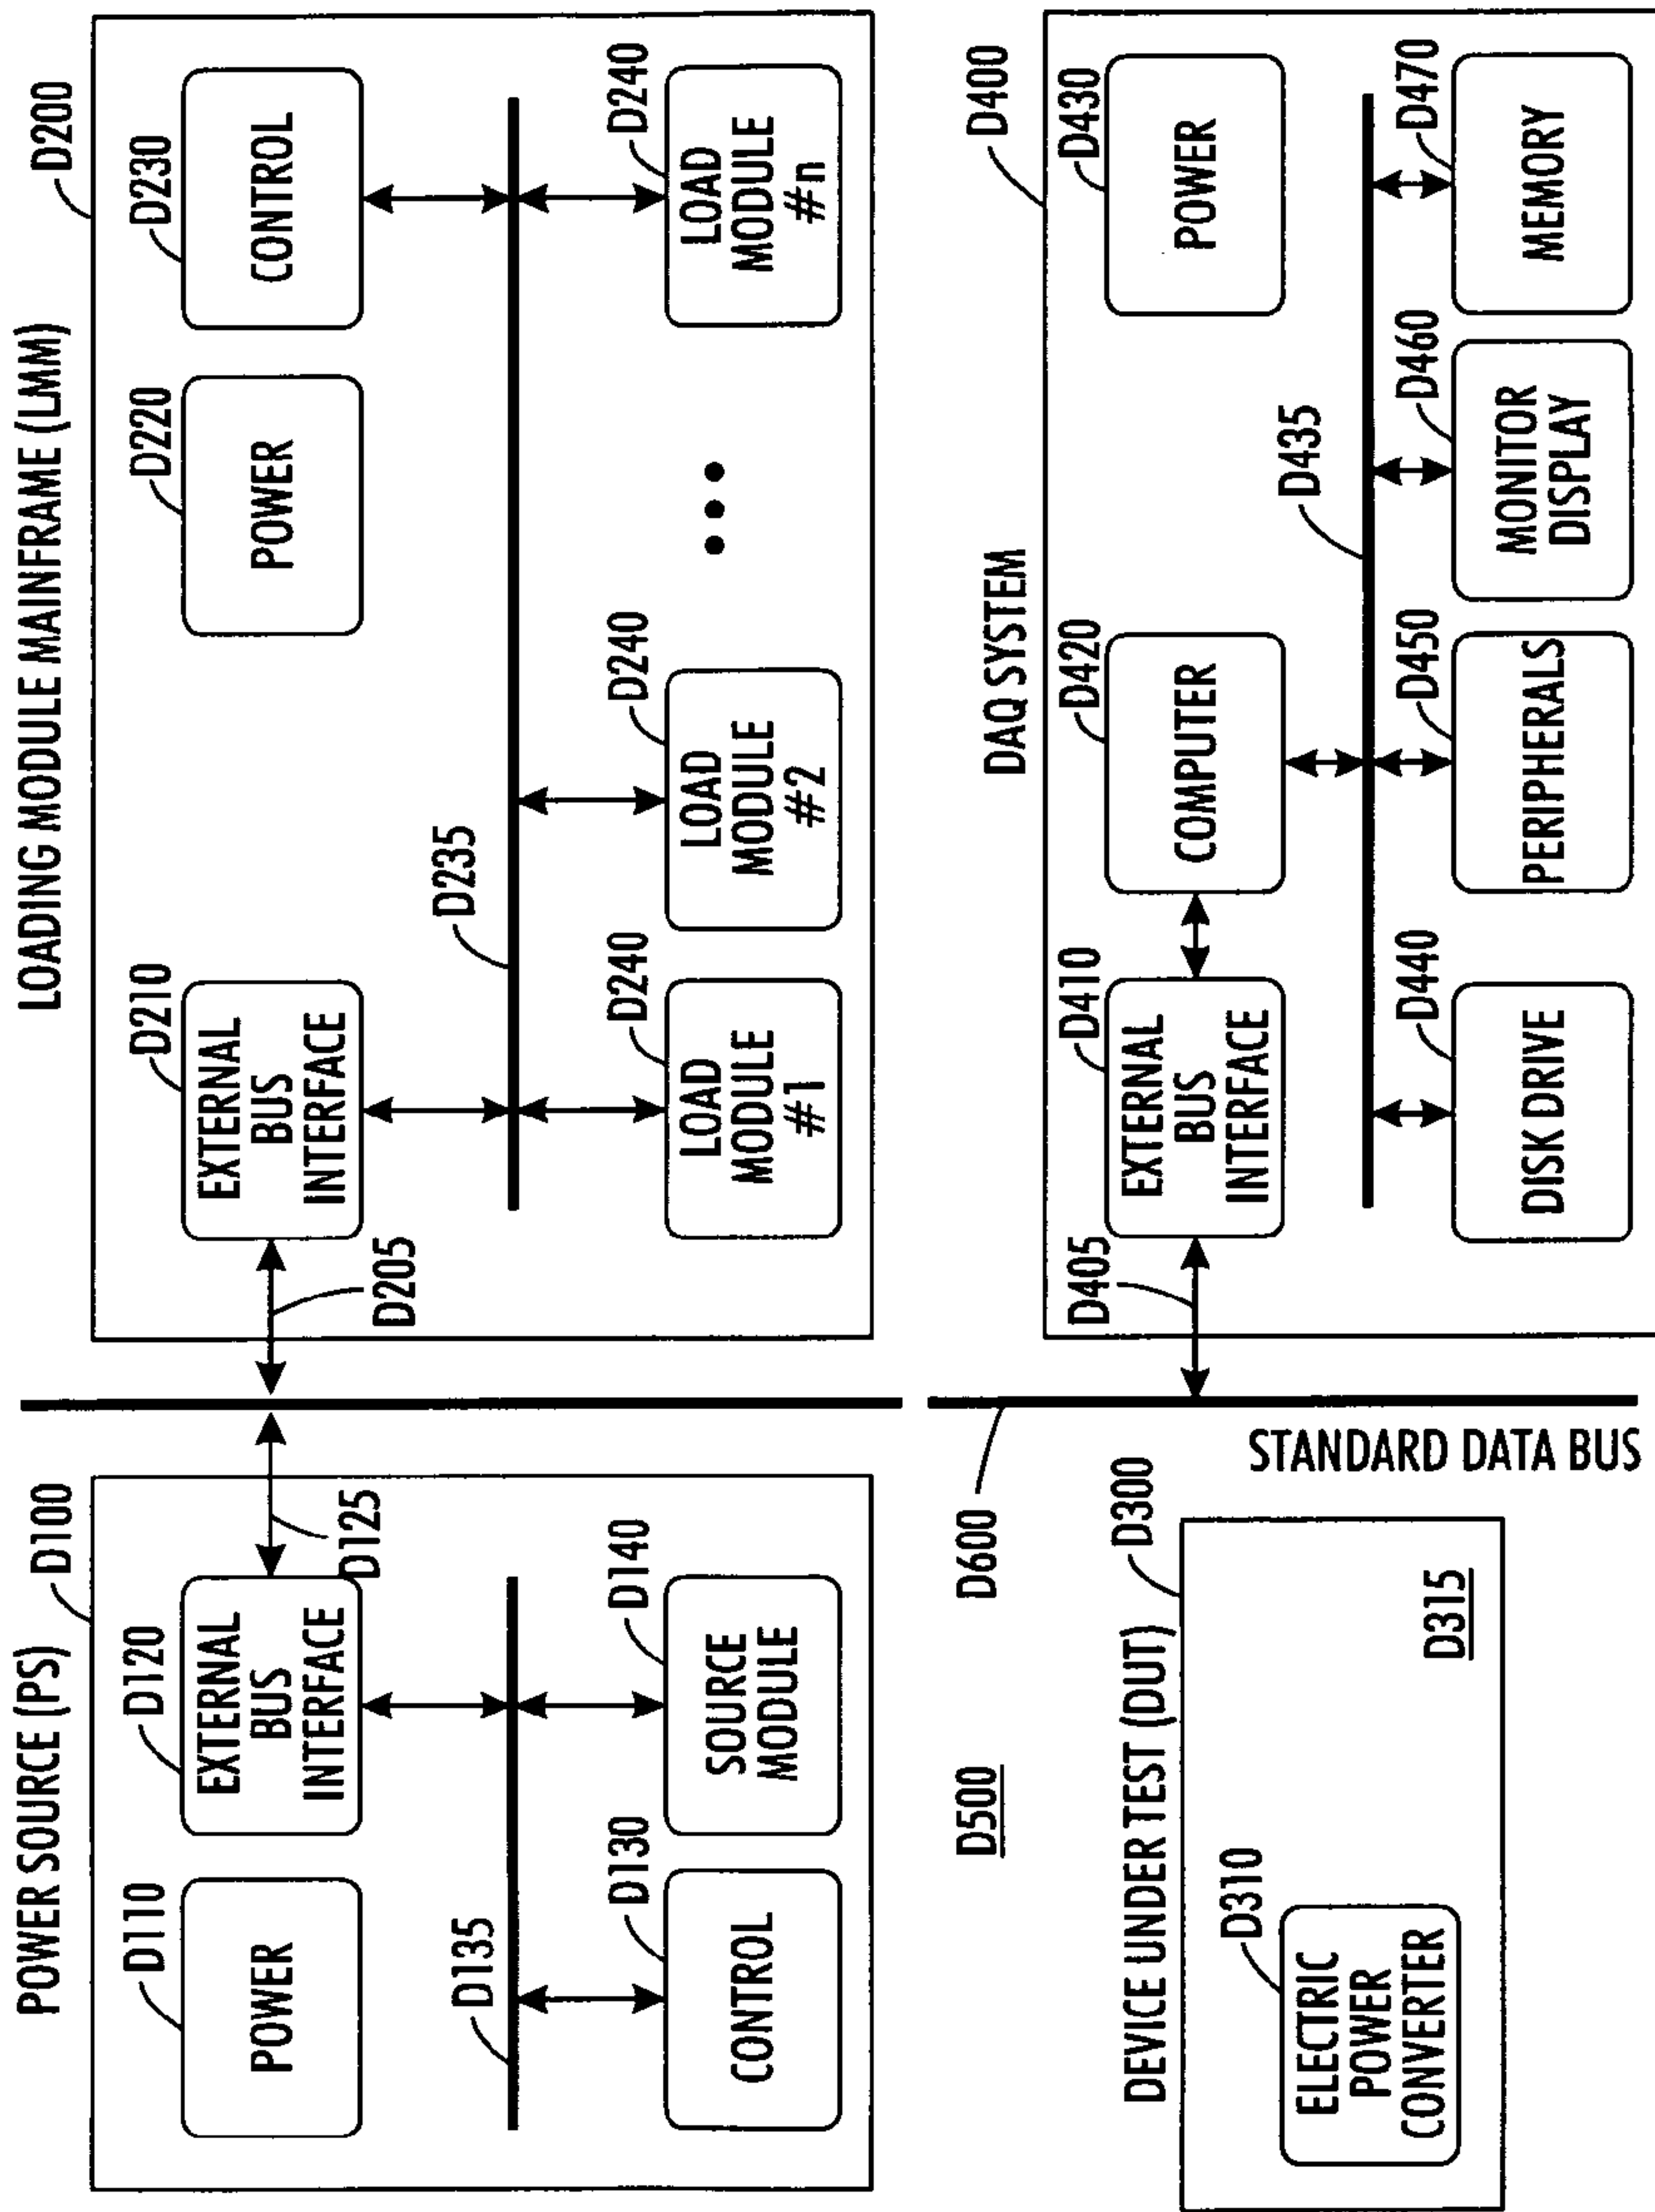 POWER SOURCE (PS)
D100
D110
POWER
D120
EXTERNAL
BUS
INTERFACE
D125
D135
D130
CONTROL
D140
SOURCE
MODULE
LOADING MODULE MAINFRAME (LMM)
D200
D205
D210
EXTERNAL
BUS
INTERFACE
D220
POWER
D230
CONTROL
D235
D240
LOAD
MODULE
#1
D240
LOAD
MODULE
#2
D240
LOAD
MODULE
#n
D500
D600
STANDARD DATA BUS
DEVICE UNDER TEST (DUT)
D300
D310
ELECTRIC
POWER
CONVERTER
D315
DAQ SYSTEM
D400
D405
D410
EXTERNAL
BUS
INTERFACE
D420
COMPUTER
D430
POWER
D435
D440
DISK DRIVE
D450
PERIPHERALS
D460
MONITOR
DISPLAY
D470
MEMORY